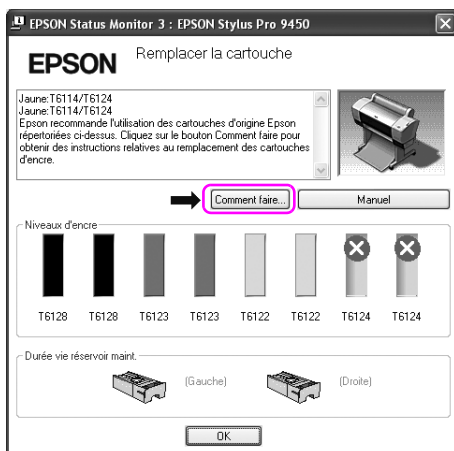 EPSON Status Monitor 3 : EPSON Stylus Pro 9450
EPSON
Remplacer la cartouche
Jaune:T6114/T6124
Jaune:T6114/T6124
Epson recommande l'utilisation des cartouches d'origine Epson
répertoriées ci-dessus. Cliquez sur le bouton Comment faire pour
obtenir des instructions relatives au remplacement des cartouches
d'encre.
Comment faire...
Manuel
Niveaux d'encre
T6128 T6128 T6123 T6123 T6122 T6122 T6124 T6124
Durée vie réservoir maint.
(Gauche)
(Droite)
OK